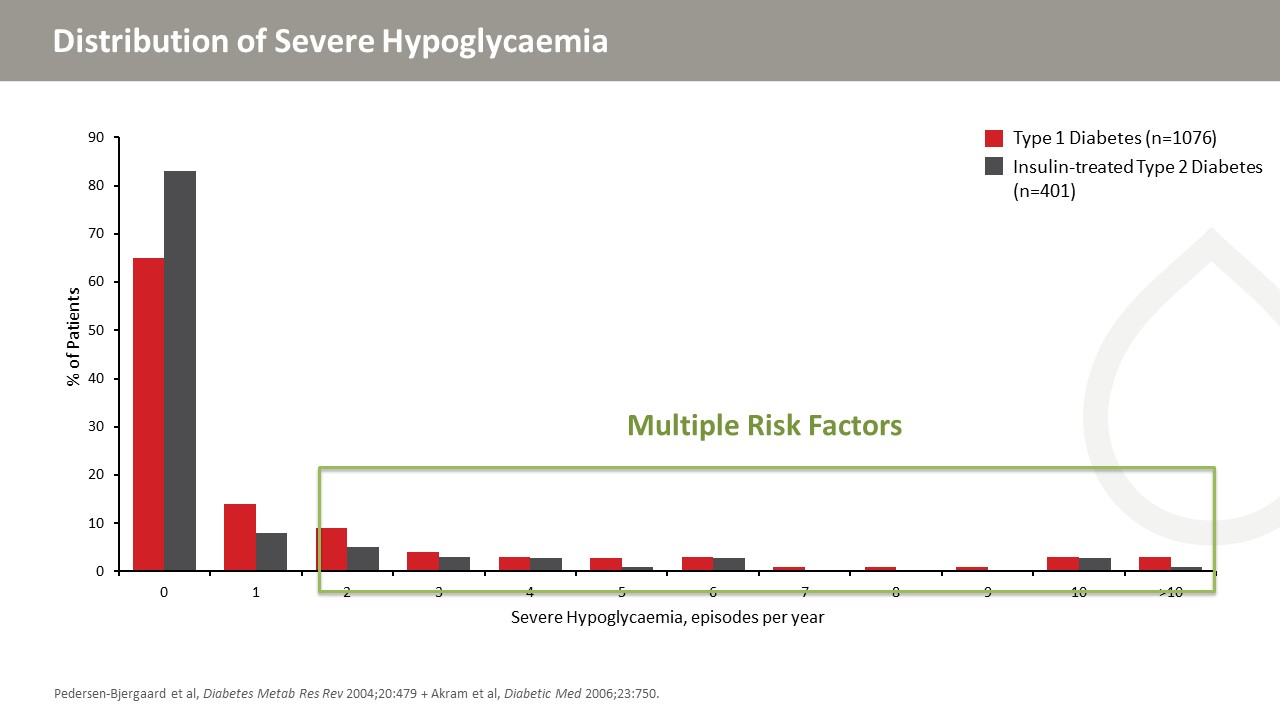 Distribution of Severe Hypoglycaemia
Type 1 Diabetes (n=1076)
Insulin-treated Type 2 Diabetes
(n=401)
90
80
70
60
50
40
30
20
10
0
% of Patients
Multiple Risk Factors
0 1 2 3 4 5 6 7 8 9 10 >10
Severe Hypoglycaemia, episodes per year
Pedersen-Bjergaard et al, Diabetes Metab Res Rev 2004;20:479 + Akram et al, Diabetic Med 2006;23:750.